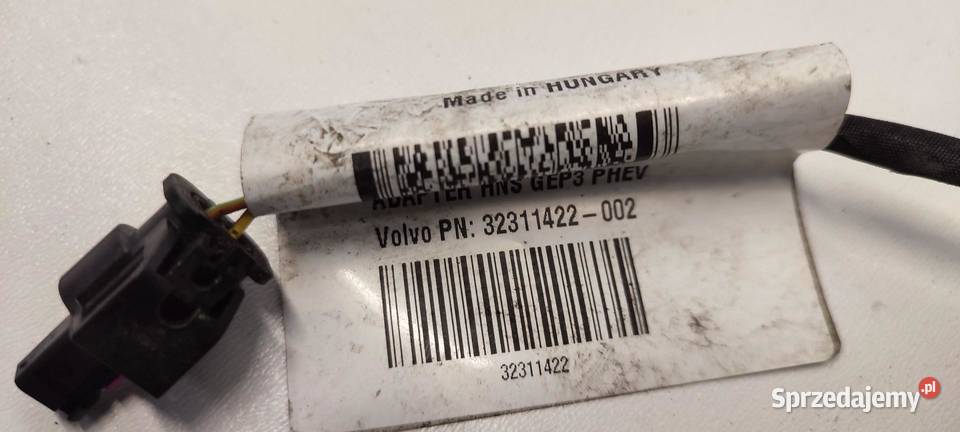 Made in HUNGARY
ADAPTER HNS GEP3 PHEV
Volvo PN: 32311422-002
32311422
Sprzedajemy.pl